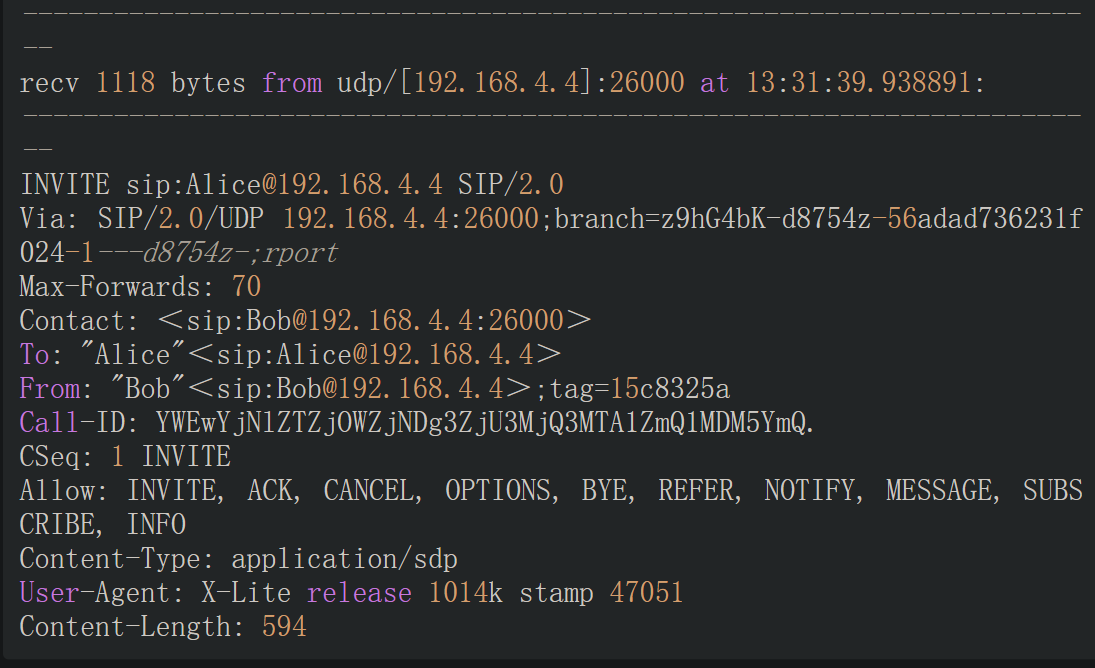 ------------------------------------------------------------------------
recv 1118 bytes from udp/[192.168.4.4]:26000 at 13:31:39.938891:
------------------------------------------------------------------------
INVITE sip:Alice@192.168.4.4 SIP/2.0
Via: SIP/2.0/UDP 192.168.4.4:26000;branch=z9hG4bK-d8754z-56adad736231f
024-1---d8754z-;rport
Max-Forwards: 70
Contact: <sip:Bob@192.168.4.4:26000>
To: "Alice"<sip:Alice@192.168.4.4>
From: "Bob"<sip:Bob@192.168.4.4>;tag=15c8325a
Call-ID: YWEwYjNlZTZjOWZjNDg3ZjU3MjQ3MTA1ZmQ1MDM5YmQ.
CSeq: 1 INVITE
Allow: INVITE, ACK, CANCEL, OPTIONS, BYE, REFER, NOTIFY, MESSAGE, SUBS
CRIBE, INFO
Content-Type: application/sdp
User-Agent: X-Lite release 1014k stamp 47051
Content-Length: 594